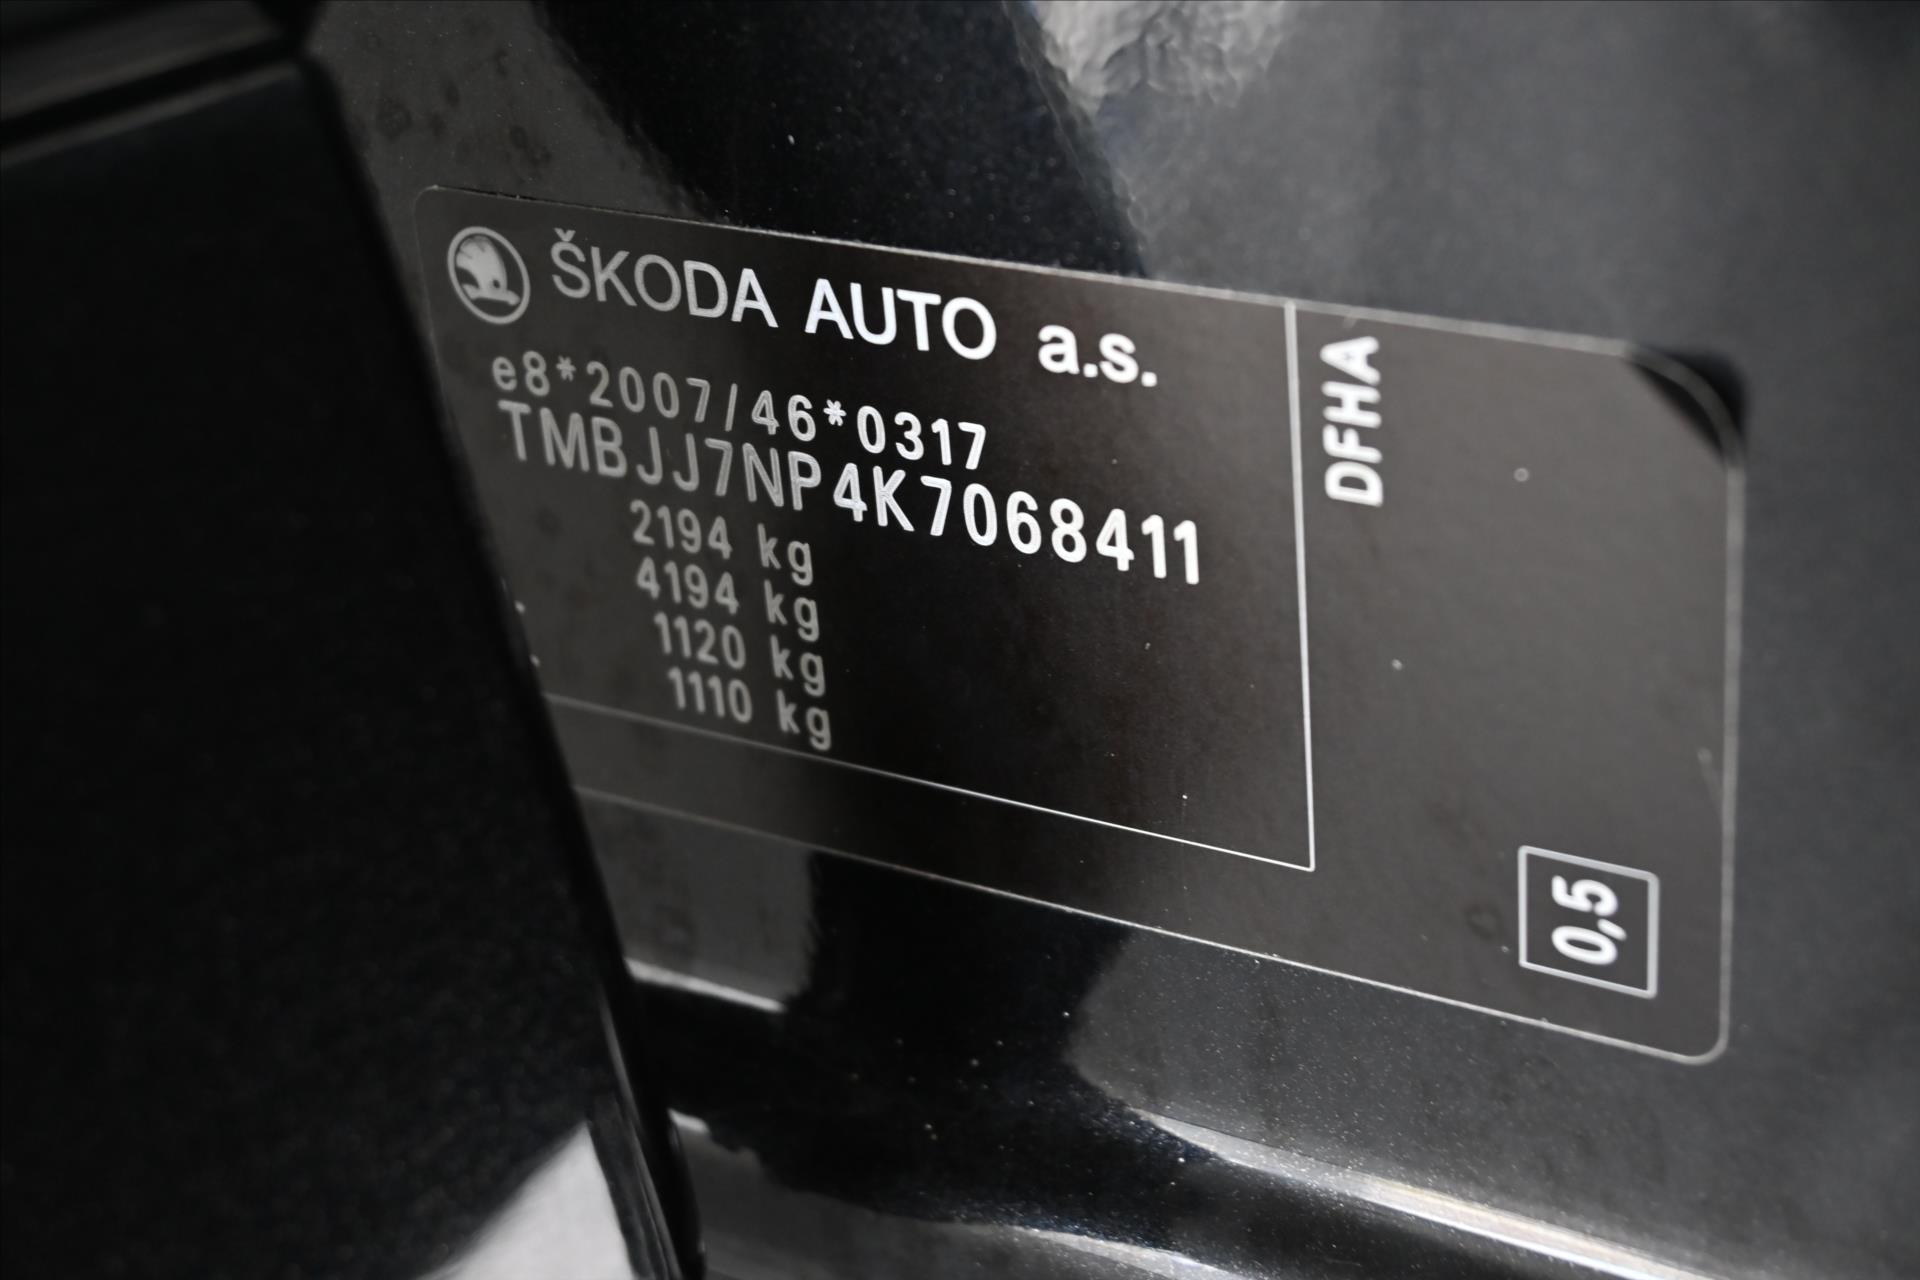 ŠKODA AUTO a.s.
e8*2007/46*0317
TMBJJ7NP4K7068411
2194 kg
4194 kg
1120 kg
1110 kg
DFHA
0,5